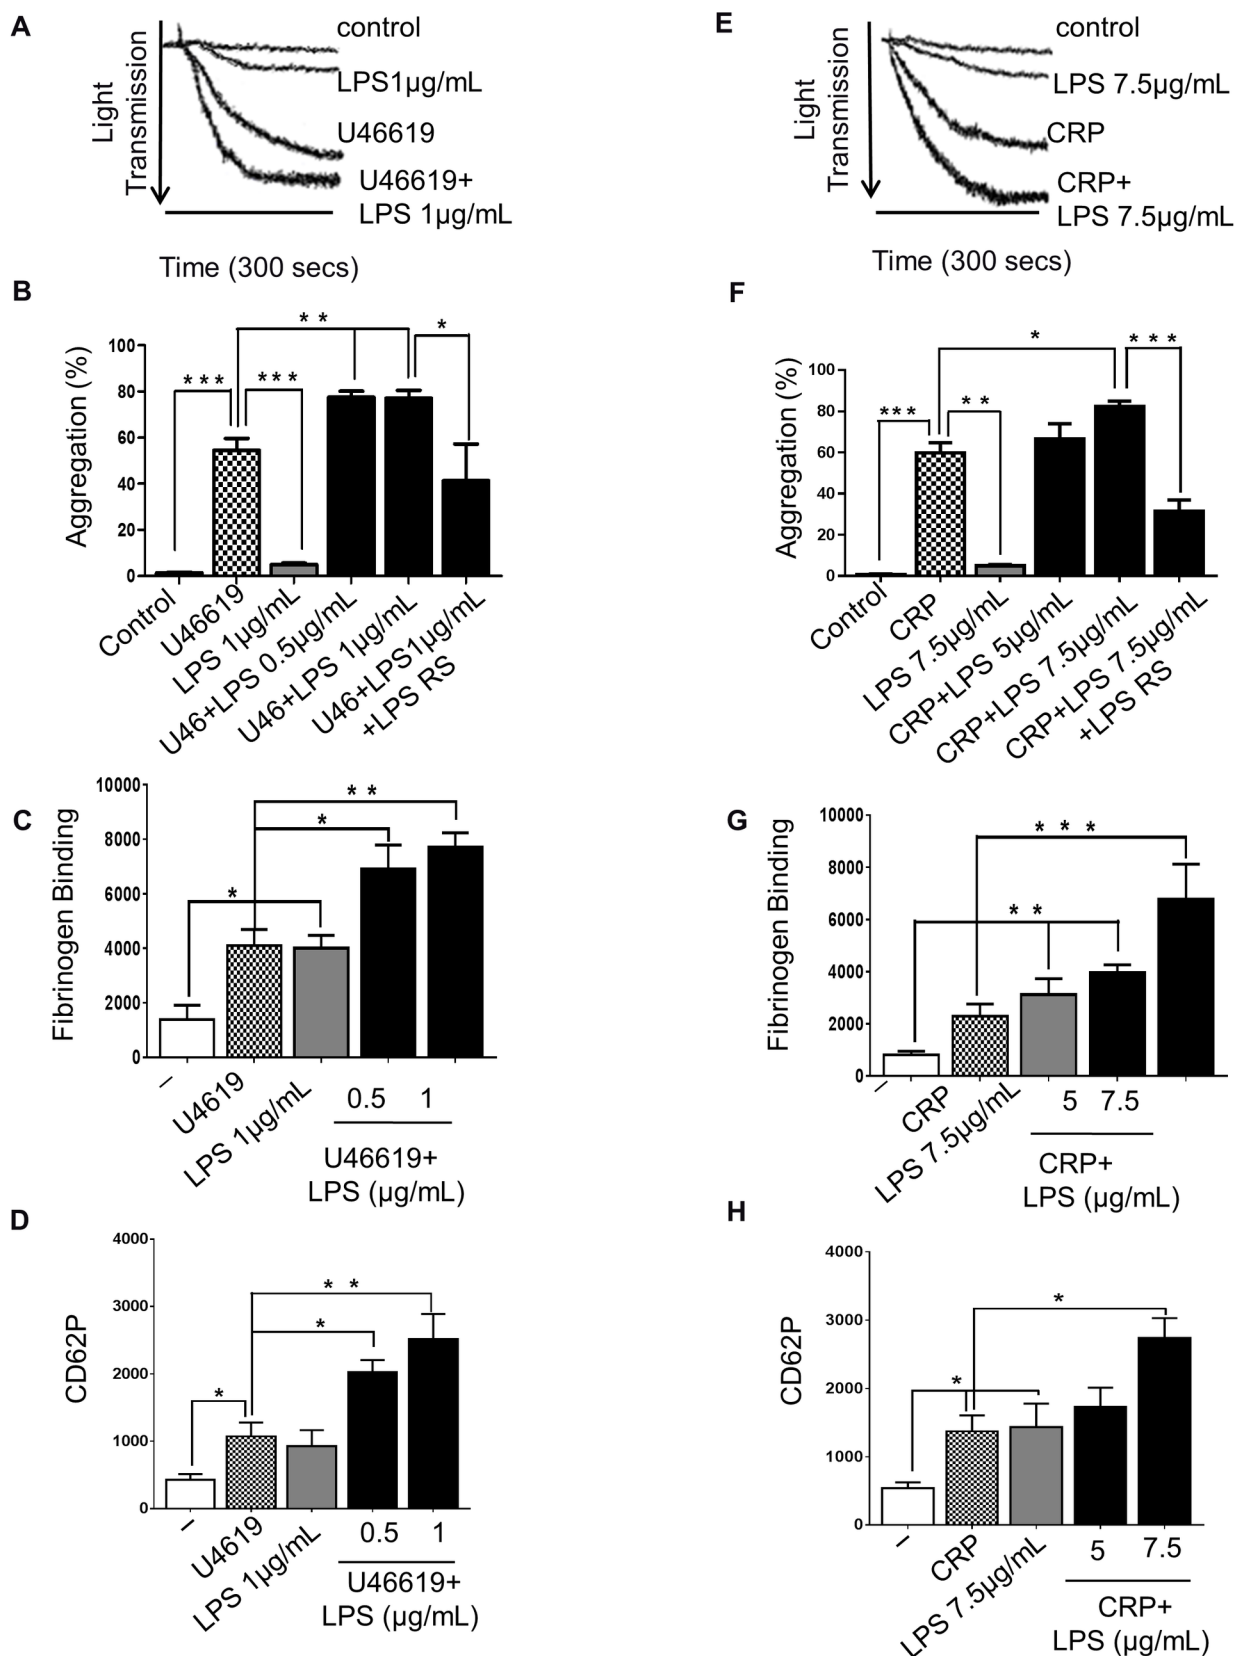 A
Light
Transmission
control
LPS1µg/mL
U46619
U46619+
LPS 1µg/mL
Time (300 secs)
E
Light
Transmission
control
LPS 7.5µg/mL
CRP
CRP+
LPS 7.5µg/mL
Time (300 secs)
B
Aggregation (%)
100
80
60
40
20
0
***
***
**
*
Control
U46619
LPS 1µg/mL
U46+LPS 0.5µg/mL
U46+LPS 1µg/mL
U46+LPS1µg/mL
+LPS RS
F
Aggregation (%)
100
80
60
40
20
0
***
**
*
***
Control
CRP
LPS 7.5µg/mL
CRP+LPS 5µg/mL
CRP+LPS 7.5µg/mL
CRP+LPS 7.5µg/mL
+LPS RS
C
Fibrinogen Binding
10000
8000
6000
4000
2000
0
**
*
*
–
U4619
LPS 1µg/mL
0.5 1
U46619+
LPS (µg/mL)
G
Fibrinogen Binding
10000
8000
6000
4000
2000
0
***
**
–
CRP
LPS 7.5µg/mL
5 7.5
CRP+
LPS (µg/mL)
D
CD62P
4000
3000
2000
1000
0
**
*
*
–
U4619
LPS 1µg/mL
0.5 1
U46619+
LPS (µg/mL)
H
CD62P
4000
3000
2000
1000
0
*
*
–
CRP
LPS 7.5µg/mL
5 7.5
CRP+
LPS (µg/mL)